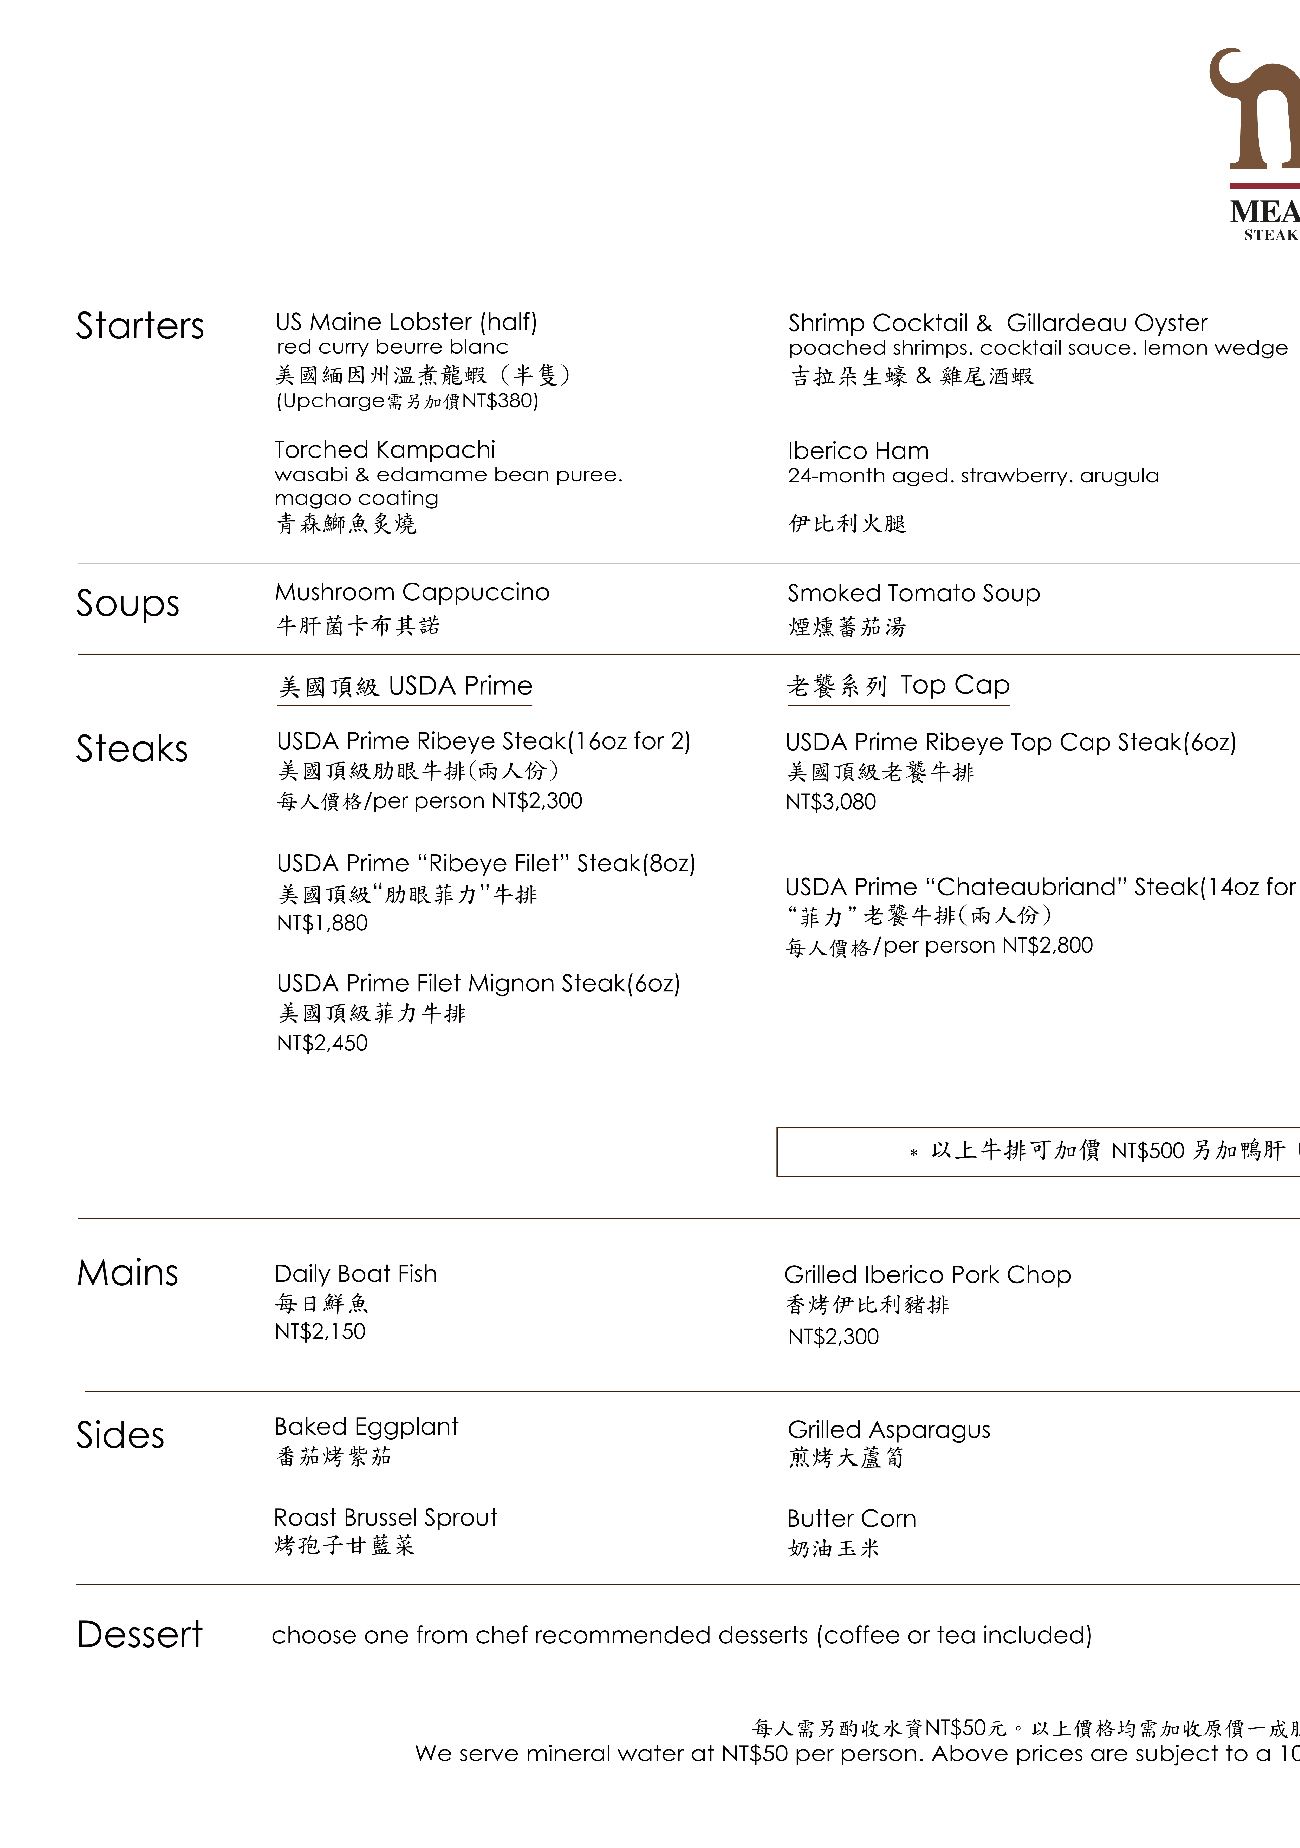 MEA
STEAK
Starters
US Maine Lobster (half)
red curry beurre blanc
美國緬因州溫煮龍蝦（半隻）
(Upcharge需另加價NT$380)
Shrimp Cocktail & Gillardeau Oyster
poached shrimps. cocktail sauce. lemon wedge
吉拉朵生蠔 & 雞尾酒蝦
Torched Kampachi
wasabi & edamame bean puree.
magao coating
青森鰤魚炙燒
Iberico Ham
24-month aged. strawberry. arugula
伊比利火腿
Soups
Mushroom Cappuccino
牛肝菌卡布其諾
Smoked Tomato Soup
煙燻蕃茄湯
美國頂級 USDA Prime
老饕系列 Top Cap
Steaks
USDA Prime Ribeye Steak(16oz for 2)
美國頂級肋眼牛排(兩人份)
每人價格/per person NT$2,300
USDA Prime “Ribeye Filet” Steak(8oz)
美國頂級“肋眼菲力”牛排
NT$1,880
USDA Prime Filet Mignon Steak(6oz)
美國頂級菲力牛排
NT$2,450
USDA Prime Ribeye Top Cap Steak(6oz)
美國頂級老饕牛排
NT$3,080
USDA Prime “Chateaubriand” Steak(14oz for
“菲力”老饕牛排(兩人份)
每人價格/per person NT$2,800
* 以上牛排可加價 NT$500 另加鴨肝
Mains
Daily Boat Fish
每日鮮魚
NT$2,150
Grilled Iberico Pork Chop
香烤伊比利豬排
NT$2,300
Sides
Baked Eggplant
番茄烤紫茄
Grilled Asparagus
煎烤大蘆筍
Roast Brussel Sprout
烤孢子甘藍菜
Butter Corn
奶油玉米
Dessert
choose one from chef recommended desserts (coffee or tea included)
每人需另酌收水資NT$50元。以上價格均需加收原價一成
We serve mineral water at NT$50 per person. Above prices are subject to a 10